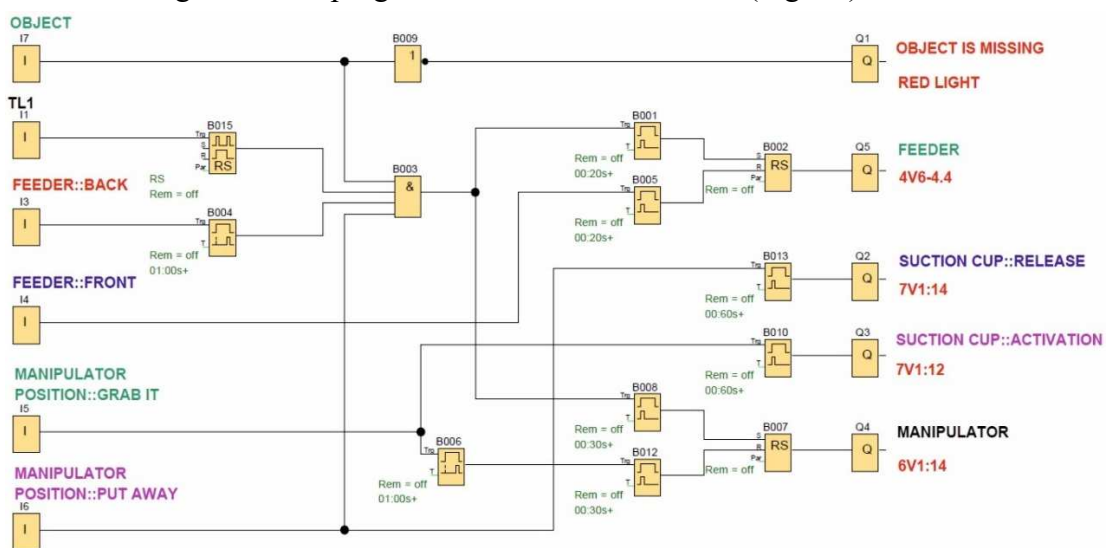 OBJECT
I7
I
B009
1
Q1
Q
OBJECT IS MISSING
RED LIGHT
TL1
I1
I
B015
Trg
S
R
Par
RS
RS
Rem = off
B001
Trg
T
Rem = off
00:20s+
B002
S
R
Par
RS
Rem = off
Q5
Q
FEEDER
4V6-4.4
FEEDER::BACK
I3
I
B004
Trg
T
Rem = off
01:00s+
B003
&
B005
Trg
T
Rem = off
00:20s+
FEEDER::FRONT
I4
I
B013
Trg
T
Rem = off
00:60s+
Q2
Q
SUCTION CUP::RELEASE
7V1:14
B010
Trg
T
Rem = off
00:60s+
Q3
Q
SUCTION CUP::ACTIVATION
7V1:12
MANIPULATOR
POSITION::GRAB IT
I5
I
B006
Trg
T
Rem = off
01:00s+
B008
Trg
T
Rem = off
00:30s+
B012
Trg
T
Rem = off
00:30s+
B007
S
R
Par
RS
Rem = off
Q4
Q
MANIPULATOR
6V1:14
MANIPULATOR
POSITION::PUT AWAY
I6
I